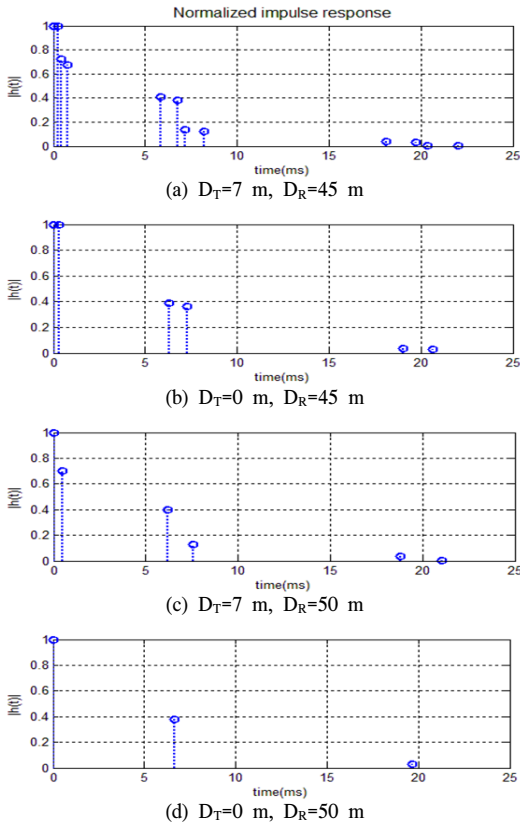 Normalized impulse response
1
0.8
0.6
0.4
0.2
0
|h(t)|
0 5 10 15 20 25
time(ms)
(a) D_T=7 m, D_R=45 m
1
0.8
0.6
0.4
0.2
0
|h(t)|
0 5 10 15 20 25
time(ms)
(b) D_T=0 m, D_R=45 m
1
0.8
0.6
0.4
0.2
0
|h(t)|
0 5 10 15 20 25
time(ms)
(c) D_T=7 m, D_R=50 m
1
0.8
0.6
0.4
0.2
0
|h(t)|
0 5 10 15 20 25
time(ms)
(d) D_T=0 m, D_R=50 m